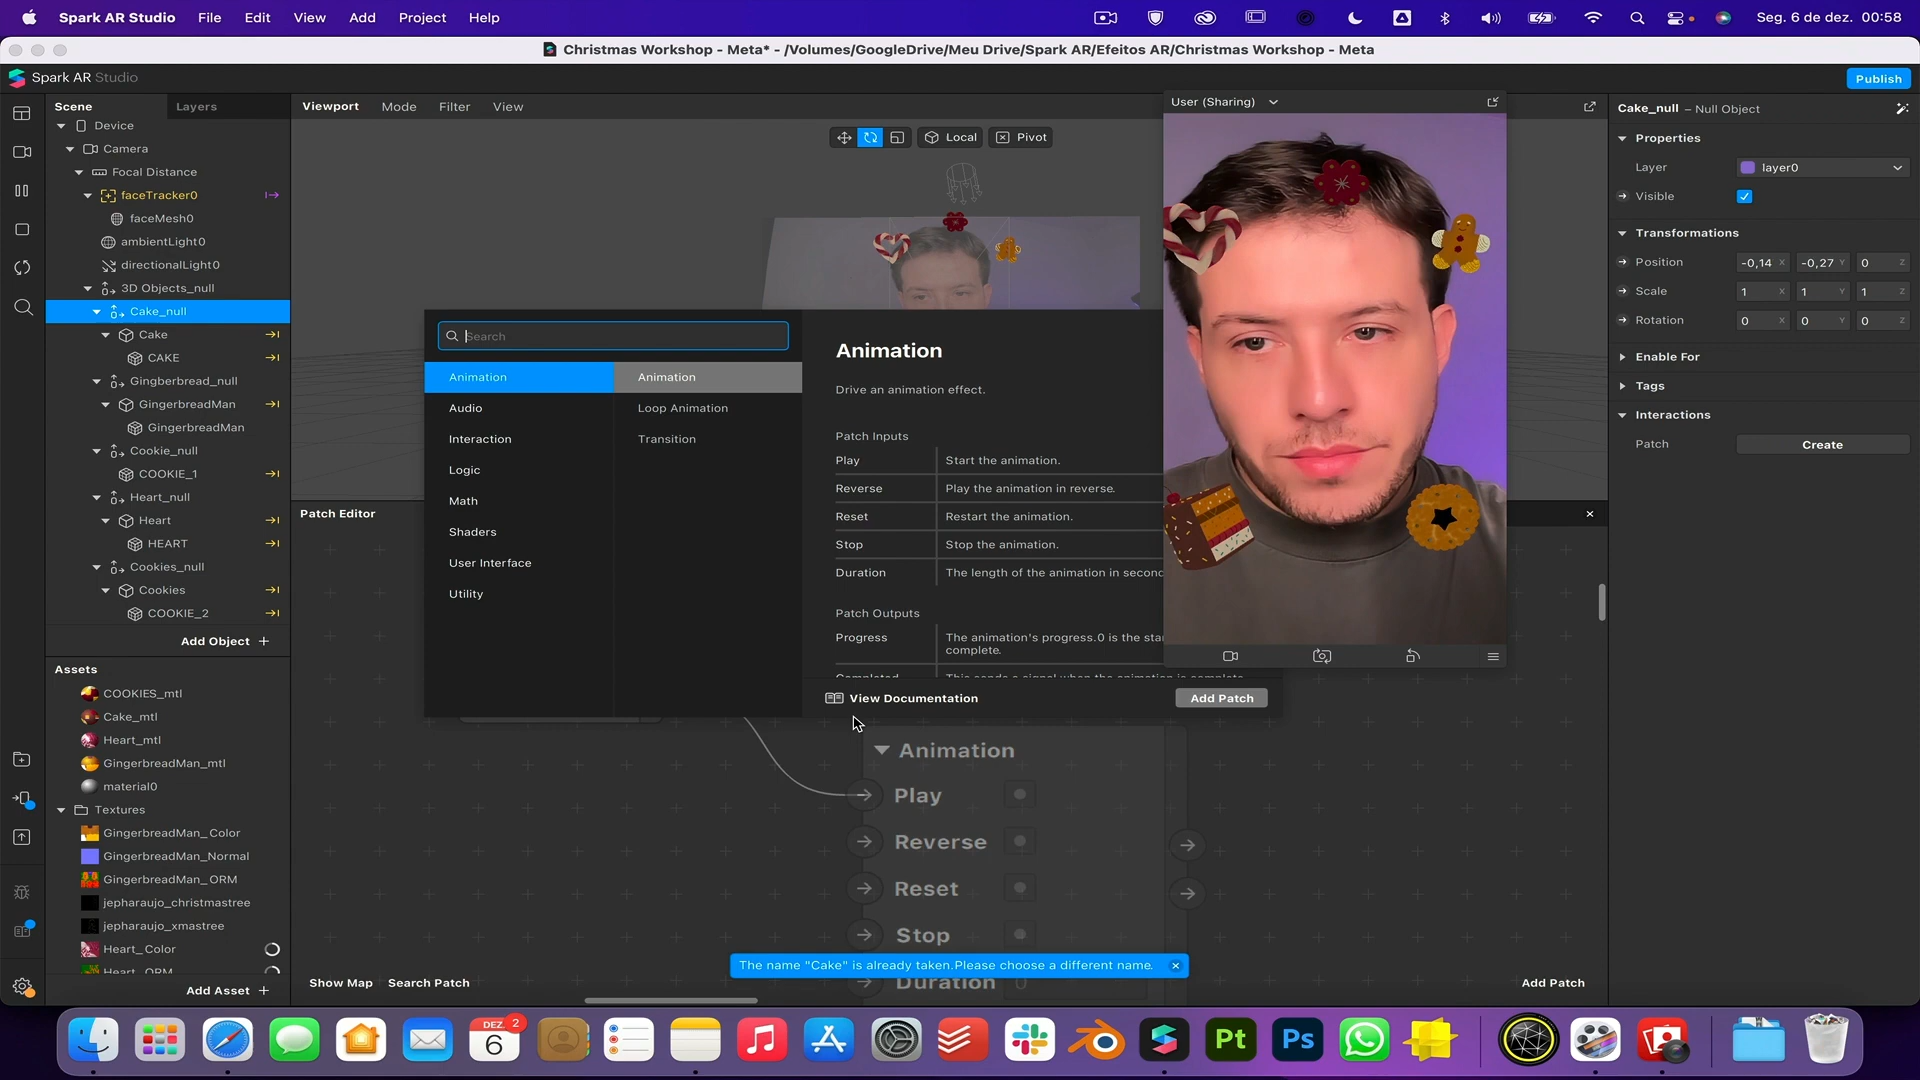 Spark AR Studio File Edit View Add Project Help Seg. 6 de dez. 00:58
Christmas Workshop - Meta* - /Volumes/GoogleDrive/Meu Drive/Spark AR/Efeitos AR/Christmas Workshop - Meta
Spark AR Studio Publish
Scene Layers
Device
Camera
Focal Distance
faceTracker0
faceMesh0
ambientLight0
directionalLight0
3D Objects_null
Cake_null
Cake
CAKE
Gingberbread_null
GingerbreadMan
GingerbreadMan
Cookie_null
COOKIE_1
Heart_null
Heart
HEART
Cookies_null
Cookies
COOKIE_2
Add Object +
Assets
COOKIES_mtl
Cake_mtl
Heart_mtl
GingerbreadMan_mtl
material0
Textures
GingerbreadMan_Color
GingerbreadMan_Normal
GingerbreadMan_ORM
jepharaujo_christmastree
jepharaujo_xmastree
Heart_Color
Heart_ORM
Add Asset +
Viewport Mode Filter View
Local Pivot
User (Sharing)
Search
Animation
Audio
Interaction
Logic
Math
Shaders
User Interface
Utility
Animation
Loop Animation
Transition
Animation
Drive an animation effect.
Patch Inputs
Play Start the animation.
Reverse Play the animation in reverse.
Reset Restart the animation.
Stop Stop the animation.
Duration The length of the animation in second
Patch Outputs
Progress The animation's progress.0 is the sta
complete.
View Documentation Add Patch
Patch Editor
Animation
Play
Reverse
Reset
Stop
Duration 0
The name "Cake" is already taken.Please choose a different name.
Show Map Search Patch Add Patch
Cake_null – Null Object
Properties
Layer layer0
Visible
Transformations
Position -0,14 X -0,27 Y 0 Z
Scale 1 X 1 Y 1 Z
Rotation 0 X 0 Y 0 Z
Enable For
Tags
Interactions
Patch Create
DEZ. 2
6
Pt Ps